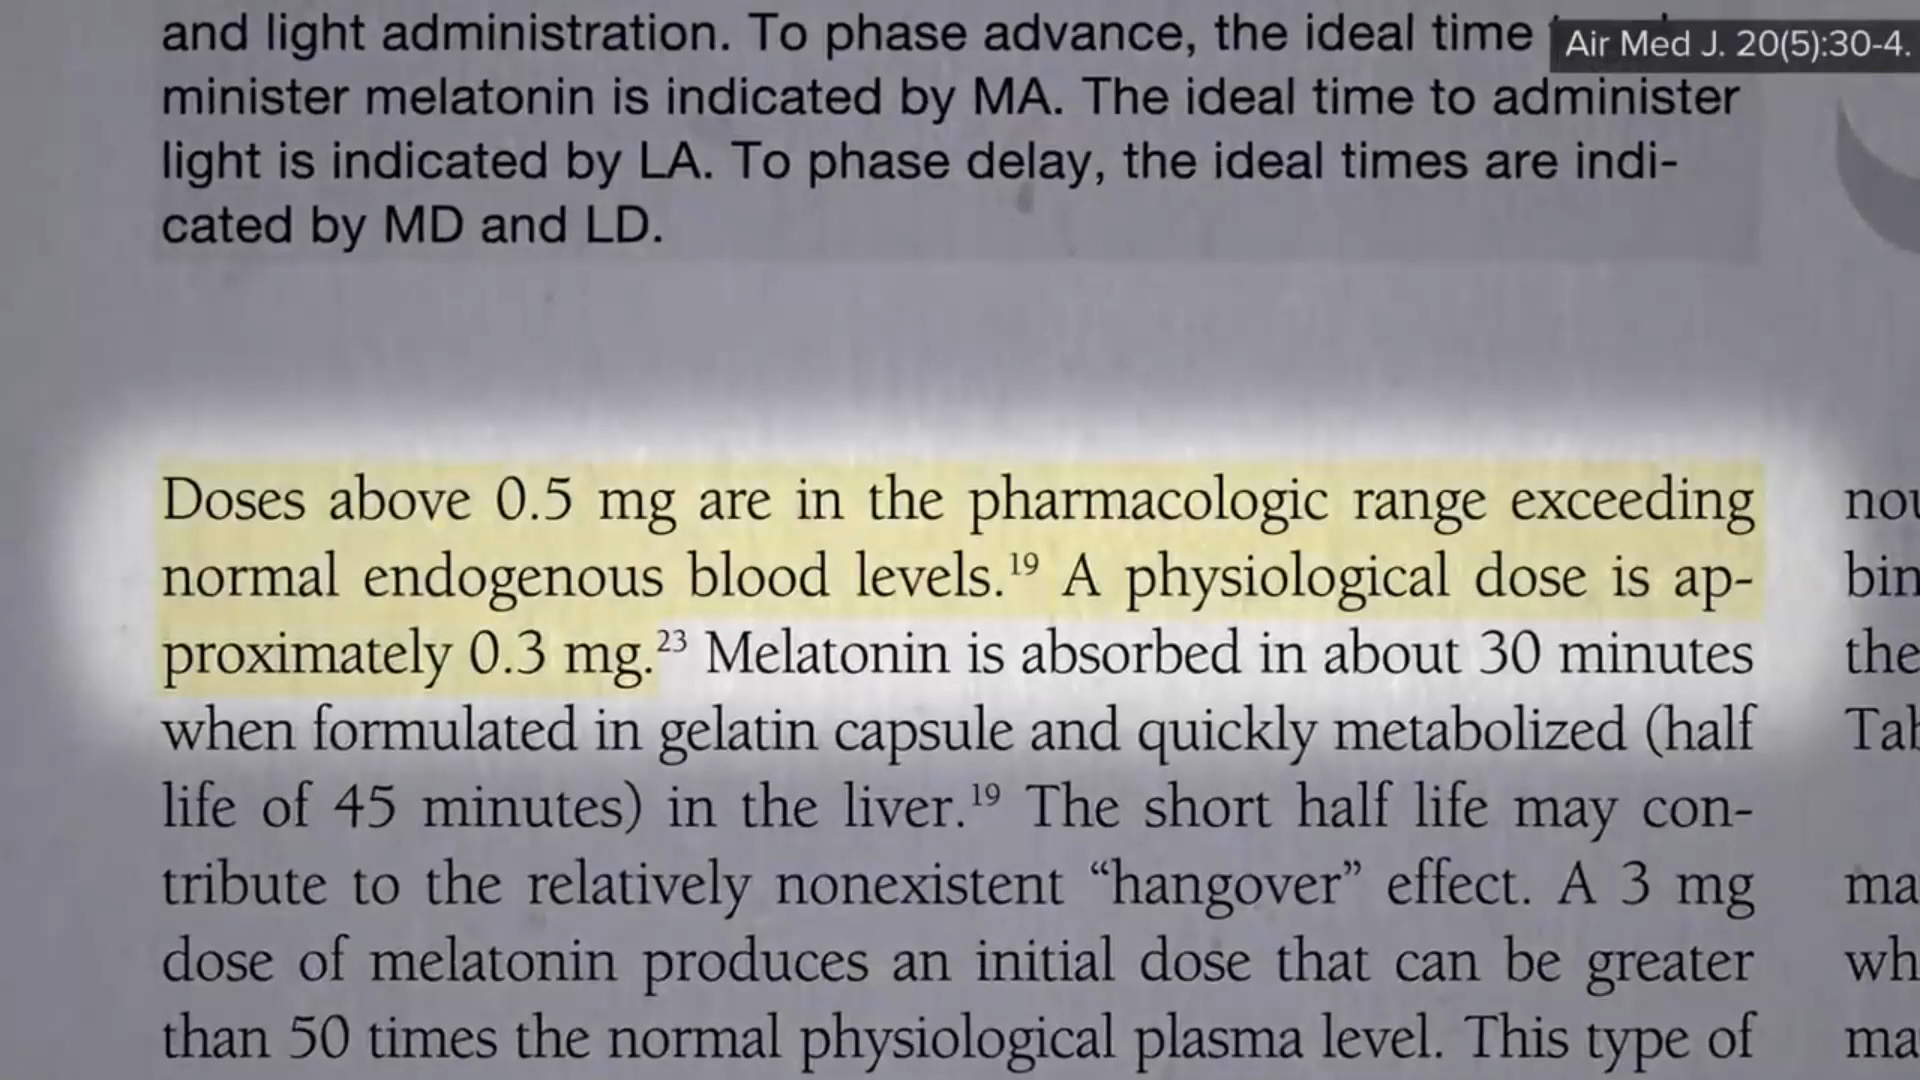 and light administration. To phase advance, the ideal time
Air Med J. 20(5):30-4.
minister melatonin is indicated by MA. The ideal time to administer
light is indicated by LA. To phase delay, the ideal times are indi-
cated by MD and LD.
Doses above 0.5 mg are in the pharmacologic range exceeding
normal endogenous blood levels.19 A physiological dose is ap-
proximately 0.3 mg.23 Melatonin is absorbed in about 30 minutes
when formulated in gelatin capsule and quickly metabolized (half
life of 45 minutes) in the liver.19 The short half life may con-
tribute to the relatively nonexistent “hangover” effect. A 3 mg
dose of melatonin produces an initial dose that can be greater
than 50 times the normal physiological plasma level. This type of